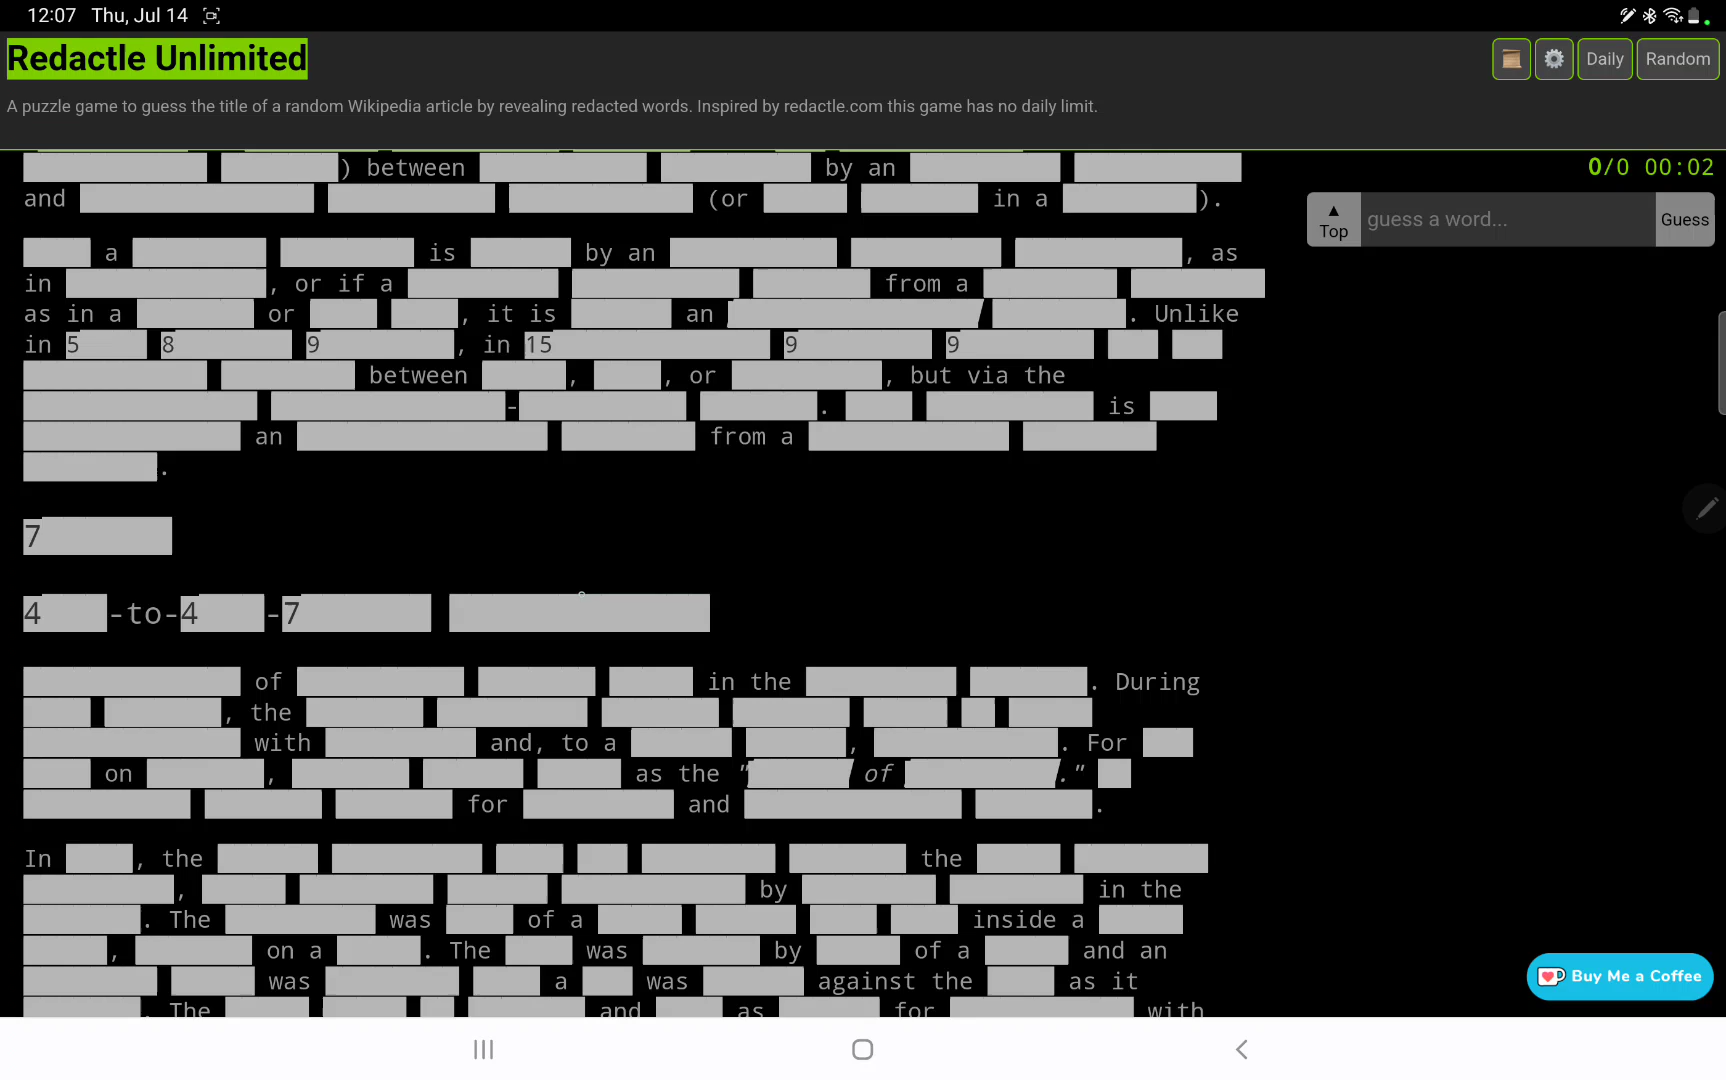 12:07 Thu, Jul 14
Redactle Unlimited
Daily
Random
A puzzle game to guess the title of a random Wikipedia article by revealing redacted words. Inspired by redactle.com this game has no daily limit.
0/0 00:02
▲
Top
guess a word...
Guess
) between by an
and (or in a ).
a is by an , as
in , or if a from a
as in a or , it is an . Unlike
in 5 8 9 , in 15 9 9
between , , or , but via the
- . is
an from a
.
7
4 -to-4 -7
of in the . During
, the
with and, to a , . For
on , as the " of ."
for and .
In , the the
, by in the
. The was of a inside a
, on a . The was by of a and an
was a was against the as it
. The and as for with
Buy Me a Coffee